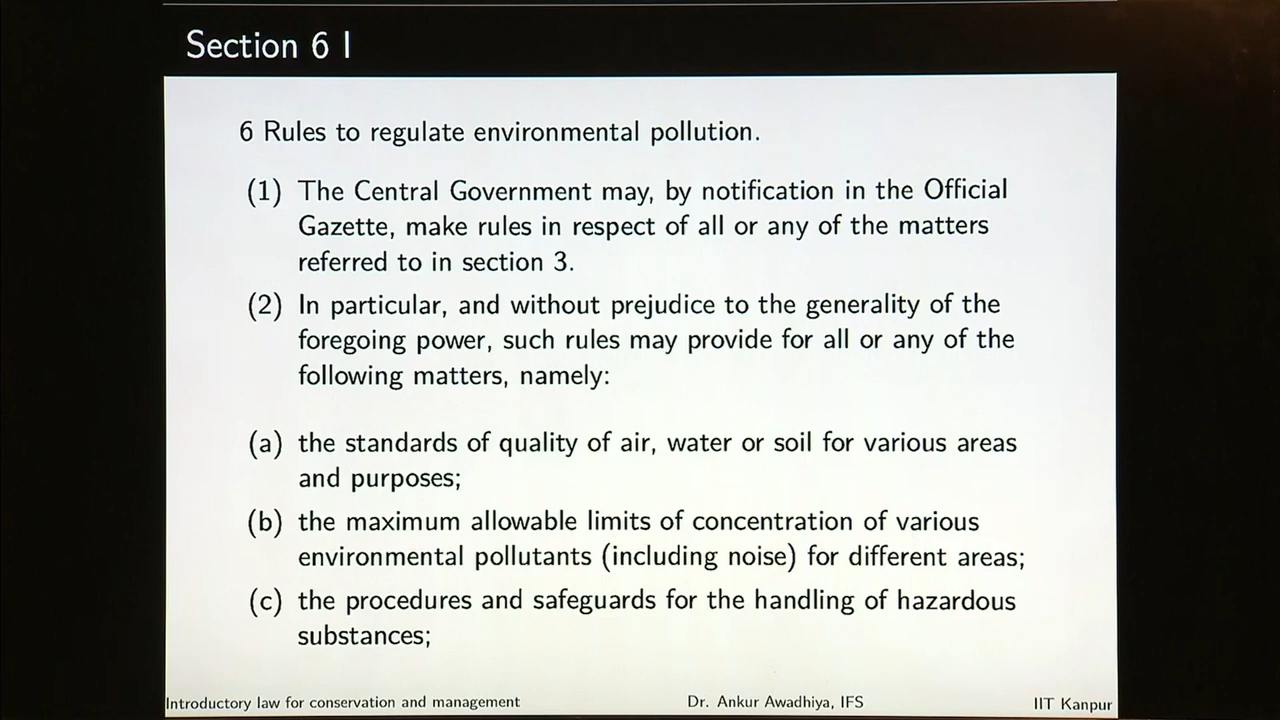 Section 6 I
6 Rules to regulate environmental pollution.
(1) The Central Government may, by notification in the Official
Gazette, make rules in respect of all or any of the matters
referred to in section 3.
(2) In particular, and without prejudice to the generality of the
foregoing power, such rules may provide for all or any of the
following matters, namely:
(a) the standards of quality of air, water or soil for various areas
and purposes;
(b) the maximum allowable limits of concentration of various
environmental pollutants (including noise) for different areas;
(c) the procedures and safeguards for the handling of hazardous
substances;
Introductory law for conservation and management Dr. Ankur Awadhiya, IFS IIT Kanpur